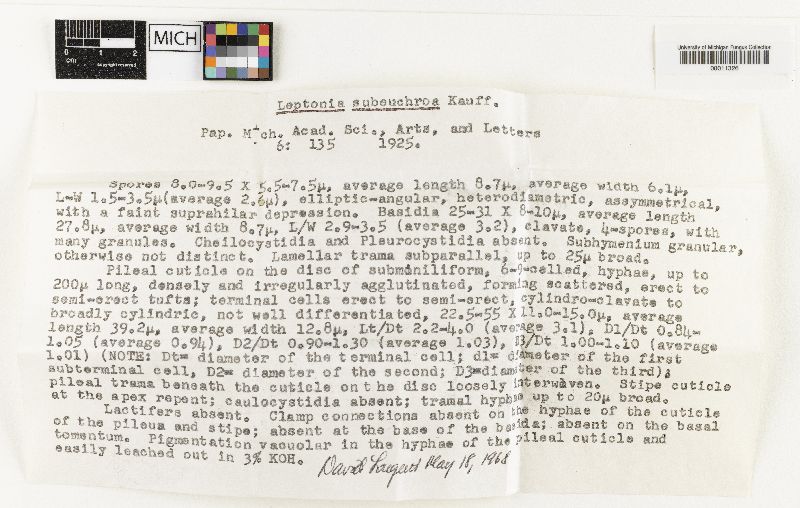 0 1 2
cm
copyright reserved
MICH
University of Michigan Fungus Collection
Leptonia subeuchroa Kauff.
Pap. Mich. Acad. Sci., Arts, and Letters
6: 135 1925.
Spores 8.0-9.5 X 5.5-7.5µ, average length 8.7µ, average width 6.1µ,
L-W 1.5-3.5µ(average 2.6µ), elliptic-angular, heterodiametric, assymmetrical,
with a faint suprahilar depression. Basidia 25-31 X 8-10µ, average length
27.8µ, average width 8.7µ, L/W 2.9-3.5 (average 3.2), clavate, 4-spores, with
many granules. Cheilocystidia and Pleurocystidia absent. Subhymenium granular,
otherwise not distinct. Lamellar trama subparallel, up to 25µ broad.
Pileal cuticle on the disc of submoniliform, 6-9-celled, hyphae, up to
200µ long, densely and irregularly agglutinated, forming scattered, erect to
semi-erect tufts; terminal cells erect to semi-erect, cylindro-clavate to
broadly cylindric, not well differentiated, 22.5-55 X 11.0-15.0µ, average
length 39.2µ, average width 12.8µ, Lt/Dt 2.2-4.0 (average 3.1), D1/Dt 0.84-
1.05 (average 0.94), D2/Dt 0.90-1.30 (average 1.03), D3/Dt 1.00-1.10 (average
1.01) (NOTE: Dt= diameter of the terminal cell; d1= diameter of the first
subterminal cell, D2= diameter of the second; D3=diameter of the third);
pileal trama beneath the cuticle on the disc loosely interwoven. Stipe cuticle
at the apex repent; caulocystidia absent; tramal hyphae up to 20µ broad.
Lactifers absent. Clamp connections absent on the hyphae of the cuticle
of the pileus and stipe; absent at the base of the basida; absent on the basal
tomentum. Pigmentation vacuolar in the hyphae of the pileal cuticle and
easily leached out in 3% KOH. David Largent May 18, 1968